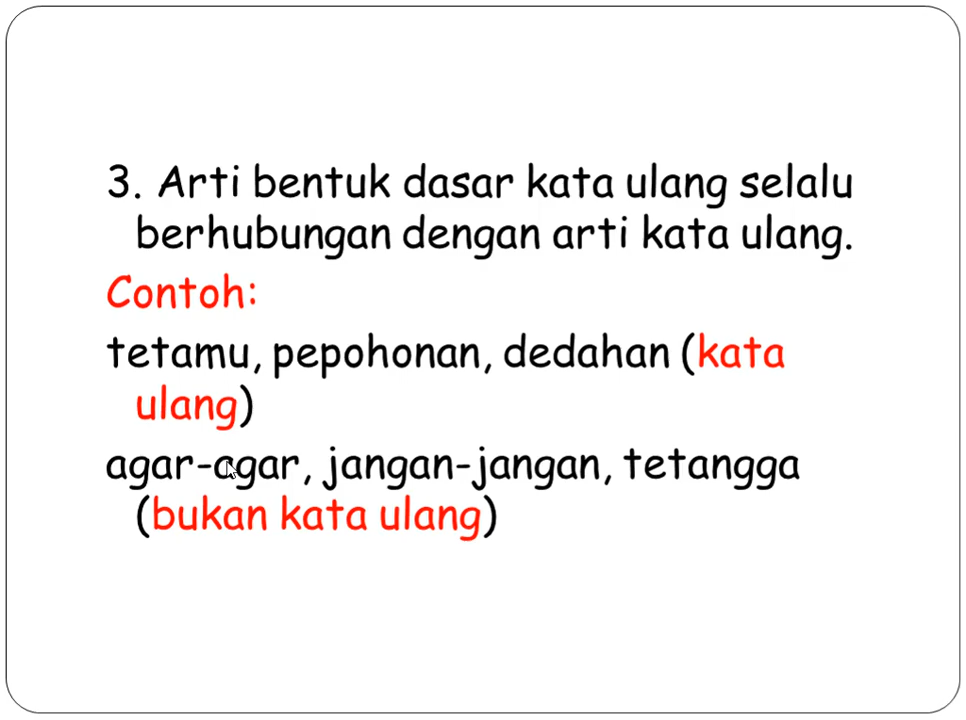 3. Arti bentuk dasar kata ulang selalu
berhubungan dengan arti kata ulang.
Contoh:
tetamu, pepohonan, dedahan (kata
ulang)
agar-agar, jangan-jangan, tetangga
(bukan kata ulang)